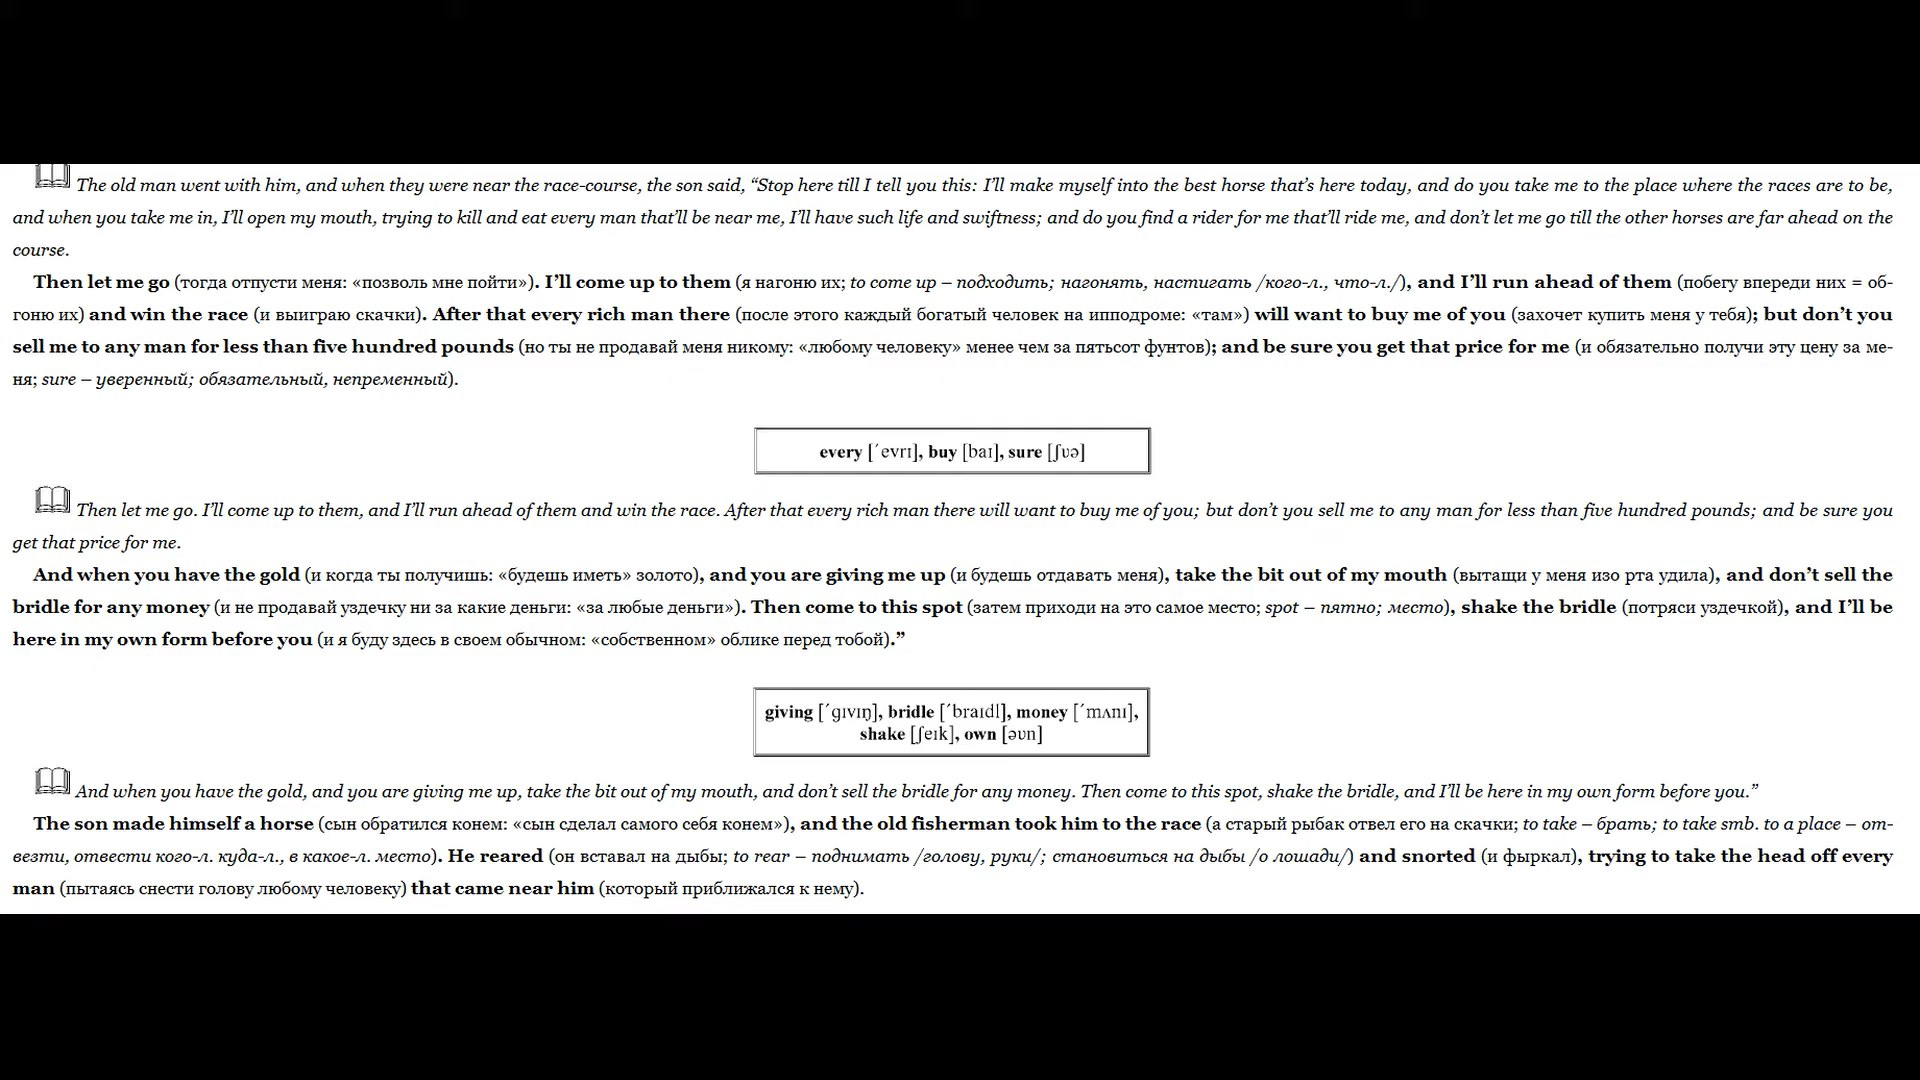 The old man went with him, and when they were near the race-course, the son said, “Stop here till I tell you this: I’ll make myself into the best horse that’s here today, and do you take me to the place where the races are to be,
and when you take me in, I’ll open my mouth, trying to kill and eat every man that’ll be near me, I’ll have such life and swiftness; and do you find a rider for me that’ll ride me, and don’t let me go till the other horses are far ahead on the
course.
Then let me go (тогда отпусти меня: «позволь мне пойти»). I’ll come up to them (я нагоню их; to come up – подходить; нагонять, настигать /кого-л., что-л./), and I’ll run ahead of them (побегу впереди них = об-
гоню их) and win the race (и выиграю скачки). After that every rich man there (после этого каждый богатый человек на ипподроме: «там») will want to buy me of you (захочет купить меня у тебя); but don’t you
sell me to any man for less than five hundred pounds (но ты не продавай меня никому: «любому человеку» менее чем за пятьсот фунтов); and be sure you get that price for me (и обязательно получи эту цену за ме-
ня; sure – уверенный; обязательный, непременный).
every [ˊevrɪ], buy [baɪ], sure [ʃʋə]
Then let me go. I’ll come up to them, and I’ll run ahead of them and win the race. After that every rich man there will want to buy me of you; but don’t you sell me to any man for less than five hundred pounds; and be sure you
get that price for me.
And when you have the gold (и когда ты получишь: «будешь иметь» золото), and you are giving me up (и будешь отдавать меня), take the bit out of my mouth (вытащи у меня изо рта удила), and don’t sell the
bridle for any money (и не продавай уздечку ни за какие деньги: «за любые деньги»). Then come to this spot (затем приходи на это самое место; spot – пятно; место), shake the bridle (потряси уздечкой), and I’ll be
here in my own form before you (и я буду здесь в своем обычном: «собственном» облике перед тобой).”
giving [ˊɡɪvɪŋ], bridle [ˊbraɪdl], money [ˊmʌnɪ],
shake [ʃeɪk], own [əʋn]
And when you have the gold, and you are giving me up, take the bit out of my mouth, and don’t sell the bridle for any money. Then come to this spot, shake the bridle, and I’ll be here in my own form before you.”
The son made himself a horse (сын обратился конем: «сын сделал самого себя конем»), and the old fisherman took him to the race (а старый рыбак отвел его на скачки; to take – брать; to take smb. to a place – от-
везти, отвести кого-л. куда-л., в какое-л. место). He reared (он вставал на дыбы; to rear – поднимать /голову, руки/; становиться на дыбы /о лошади/) and snorted (и фыркал), trying to take the head off every
man (пытаясь снести голову любому человеку) that came near him (который приближался к нему).